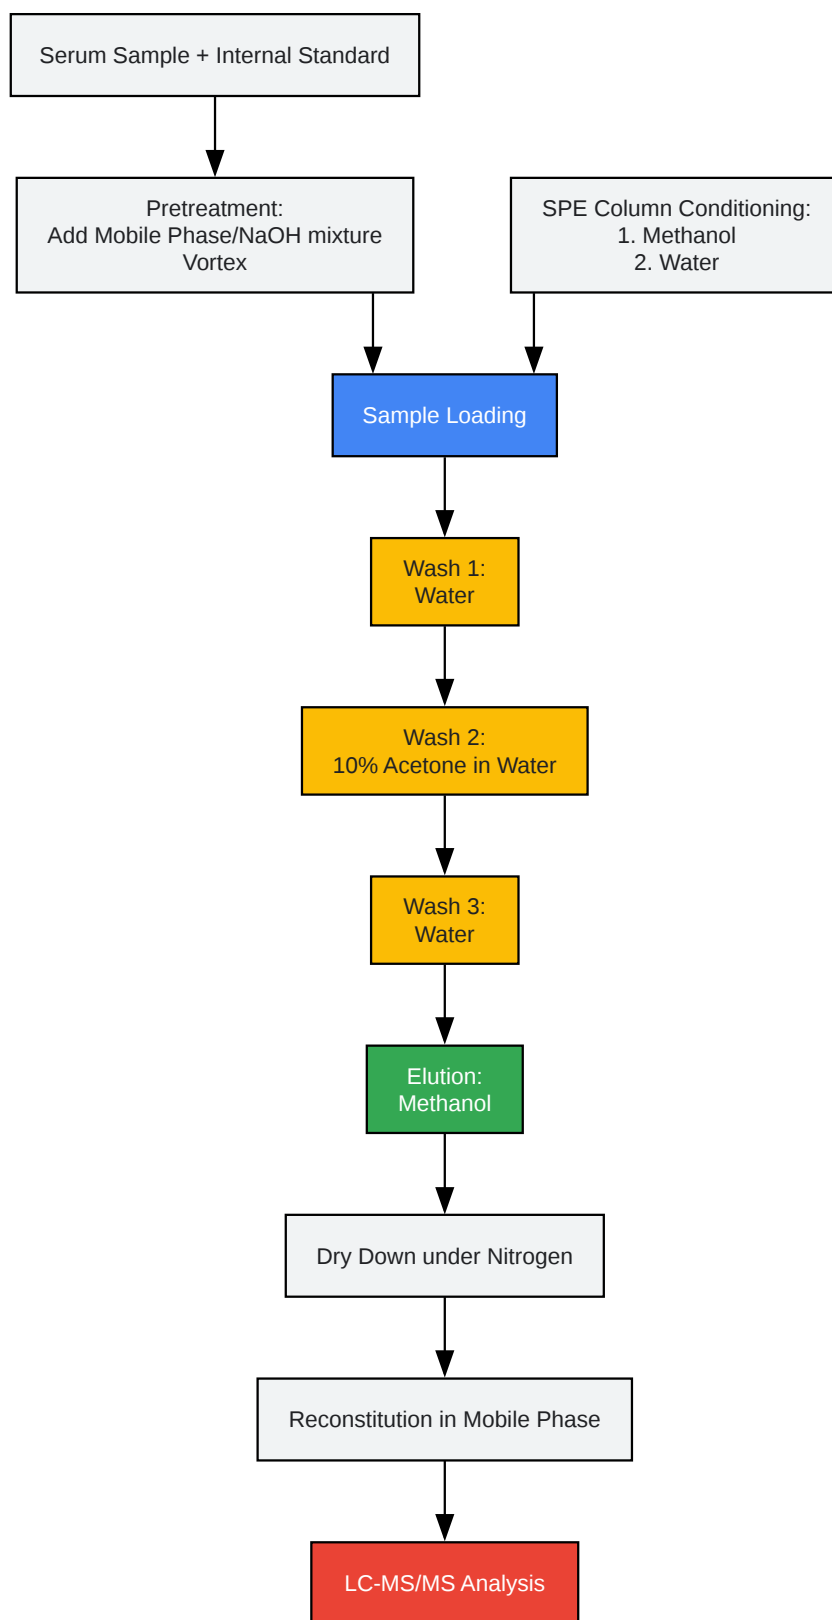 Serum Sample + Internal Standard
Pretreatment:
Add Mobile Phase/NaOH mixture
Vortex
SPE Column Conditioning:
1. Methanol
2. Water
Sample Loading
Wash 1:
Water
Wash 2:
10% Acetone in Water
Wash 3:
Water
Elution:
Methanol
Dry Down under Nitrogen
Reconstitution in Mobile Phase
LC-MS/MS Analysis